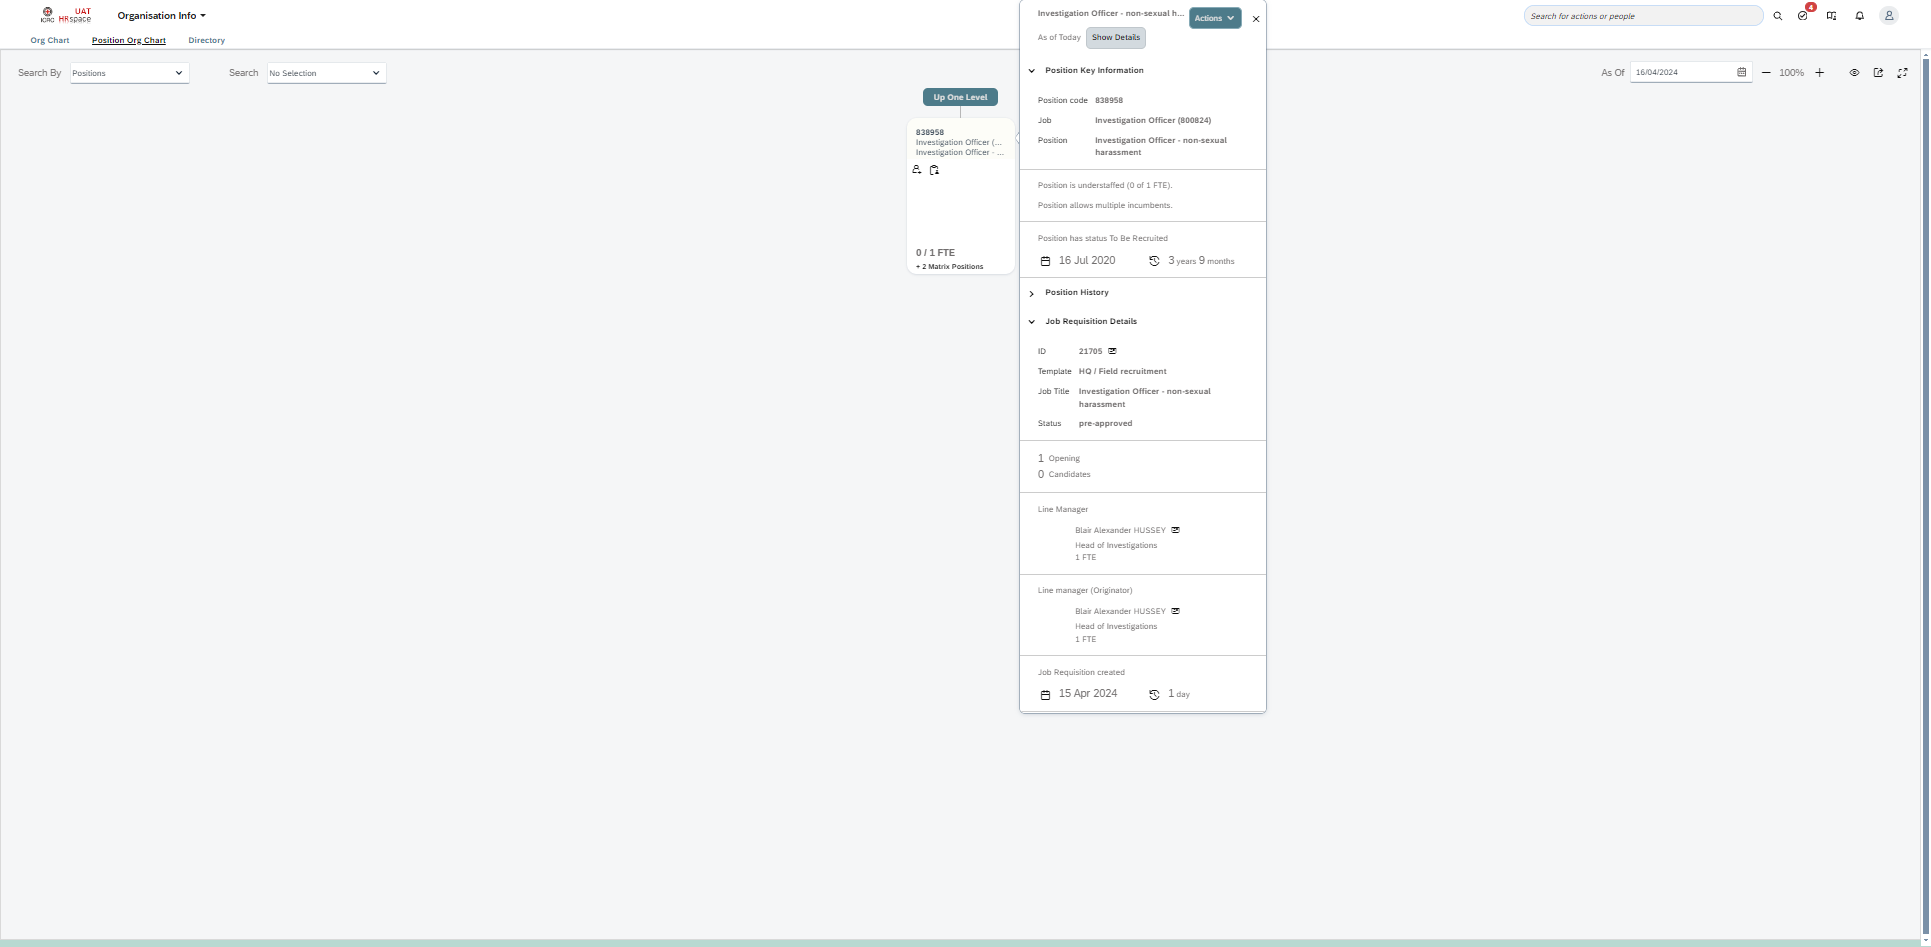 ICRC
UAT
HRspace
Organisation Info
Search for actions or people
4
Org Chart
Position Org Chart
Directory
Search By
Positions
Search
No Selection
As Of
16/04/2024
100%
Up One Level
838958
Investigation Officer (...
Investigation Officer - ...
0 / 1 FTE
+ 2 Matrix Positions
Investigation Officer - non-sexual h...
Actions
As of Today
Show Details
Position Key Information
Position code 838958
Job Investigation Officer (800824)
Position Investigation Officer - non-sexual
harassment
Position is understaffed (0 of 1 FTE).
Position allows multiple incumbents.
Position has status To Be Recruited
16 Jul 2020 3 years 9 months
Position History
Job Requisition Details
ID 21705
Template HQ / Field recruitment
Job Title Investigation Officer - non-sexual
harassment
Status pre-approved
1 Opening
0 Candidates
Line Manager
Blair Alexander HUSSEY
Head of Investigations
1 FTE
Line manager (Originator)
Blair Alexander HUSSEY
Head of Investigations
1 FTE
Job Requisition created
15 Apr 2024 1 day